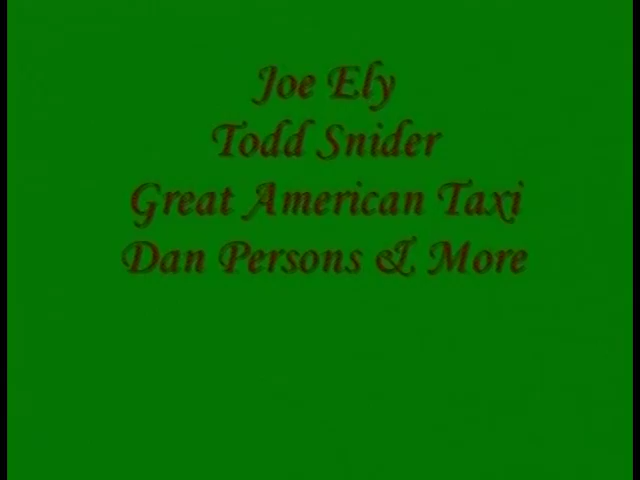 Joe Ely
Todd Snider
Great American Taxi
Dan Persons & More